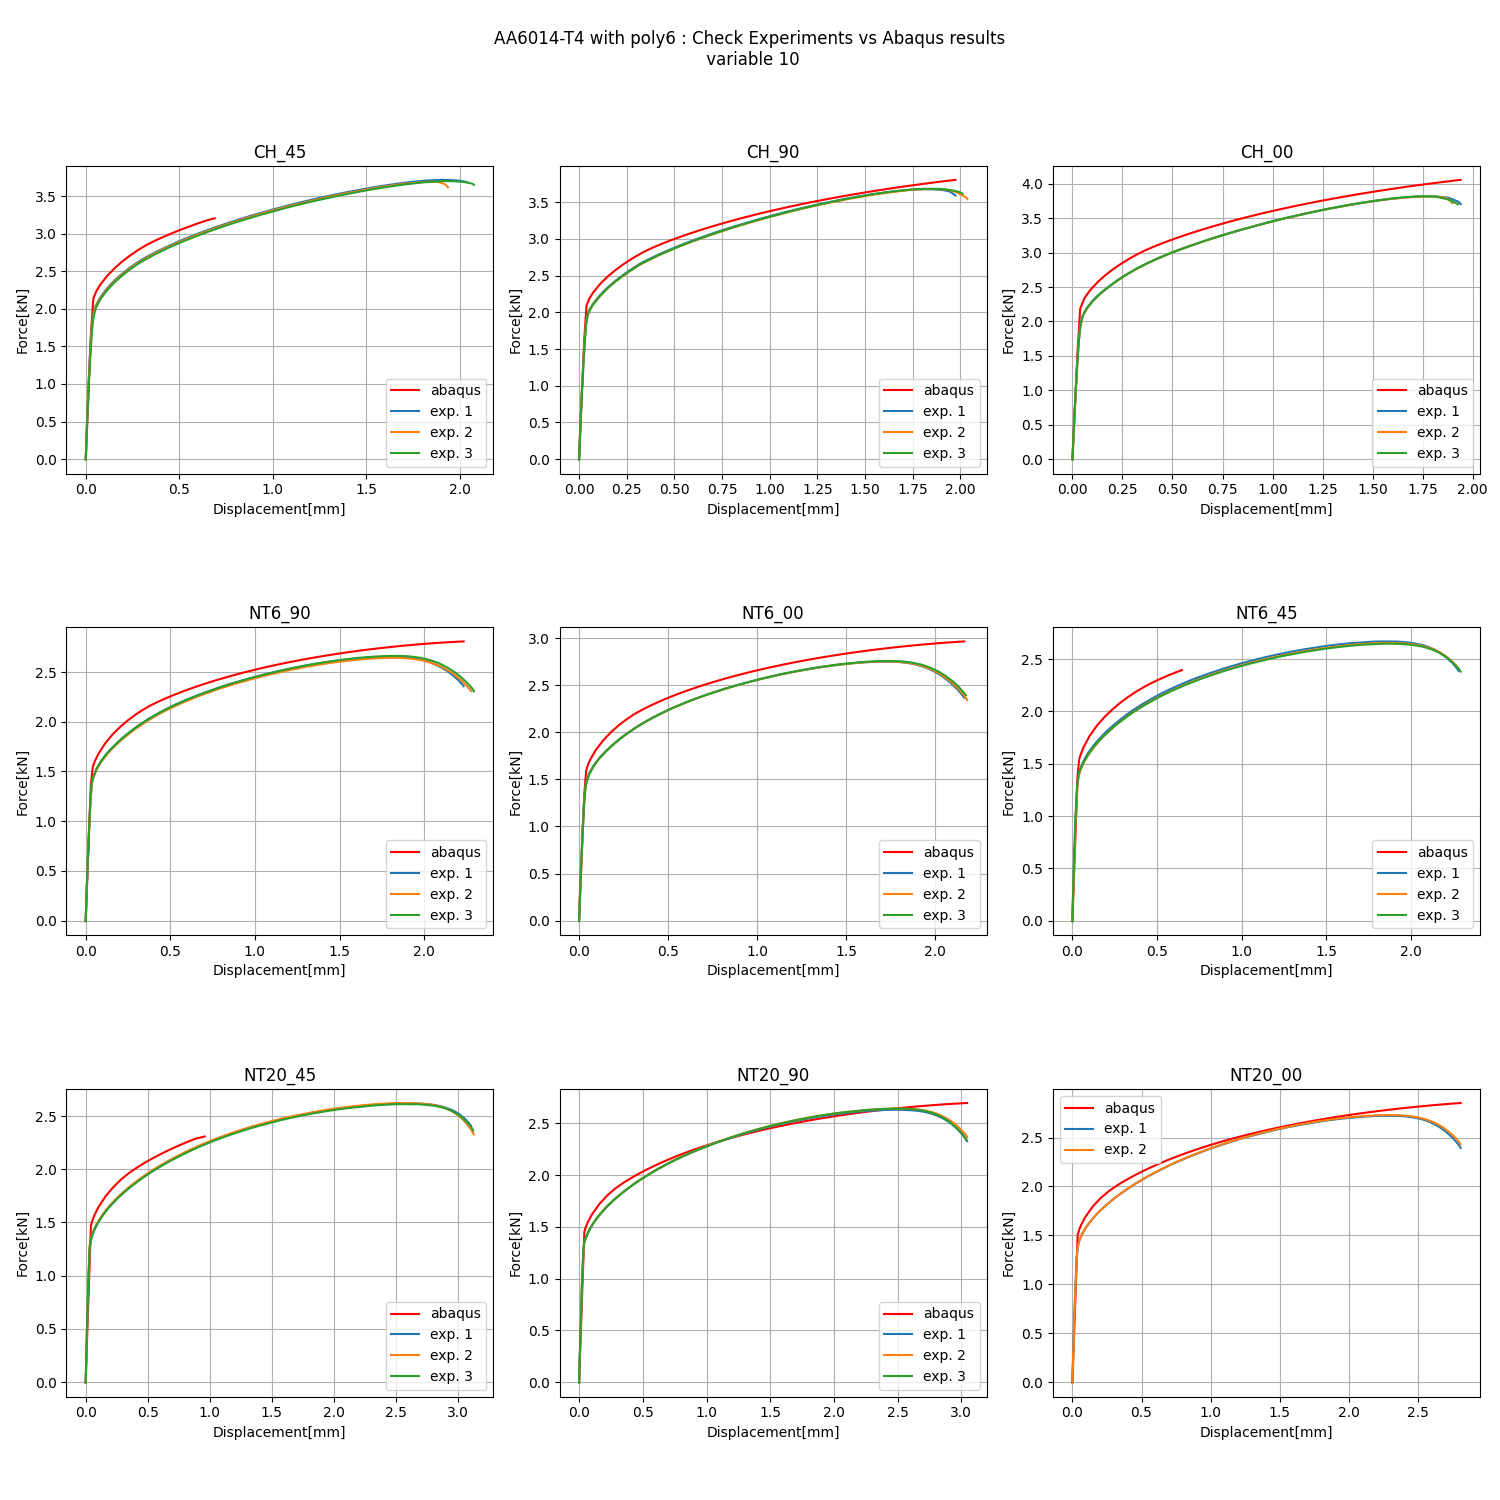 AA6014-T4 with poly6 : Check Experiments vs Abaqus results
variable 10
CH_45
Force[kN]
3.5
3.0
2.5
2.0
1.5
1.0
0.5
0.0
abaqus
exp. 1
exp. 2
exp. 3
0.0 0.5 1.0 1.5 2.0
Displacement[mm]
CH_90
Force[kN]
3.5
3.0
2.5
2.0
1.5
1.0
0.5
0.0
abaqus
exp. 1
exp. 2
exp. 3
0.00 0.25 0.50 0.75 1.00 1.25 1.50 1.75 2.00
Displacement[mm]
CH_00
Force[kN]
4.0
3.5
3.0
2.5
2.0
1.5
1.0
0.5
0.0
abaqus
exp. 1
exp. 2
exp. 3
0.00 0.25 0.50 0.75 1.00 1.25 1.50 1.75 2.00
Displacement[mm]
NT6_90
Force[kN]
2.5
2.0
1.5
1.0
0.5
0.0
abaqus
exp. 1
exp. 2
exp. 3
0.0 0.5 1.0 1.5 2.0
Displacement[mm]
NT6_00
Force[kN]
3.0
2.5
2.0
1.5
1.0
0.5
0.0
abaqus
exp. 1
exp. 2
exp. 3
0.0 0.5 1.0 1.5 2.0
Displacement[mm]
NT6_45
Force[kN]
2.5
2.0
1.5
1.0
0.5
0.0
abaqus
exp. 1
exp. 2
exp. 3
0.0 0.5 1.0 1.5 2.0
Displacement[mm]
NT20_45
Force[kN]
2.5
2.0
1.5
1.0
0.5
0.0
abaqus
exp. 1
exp. 2
exp. 3
0.0 0.5 1.0 1.5 2.0 2.5 3.0
Displacement[mm]
NT20_90
Force[kN]
2.5
2.0
1.5
1.0
0.5
0.0
abaqus
exp. 1
exp. 2
exp. 3
0.0 0.5 1.0 1.5 2.0 2.5 3.0
Displacement[mm]
NT20_00
Force[kN]
2.5
2.0
1.5
1.0
0.5
0.0
abaqus
exp. 1
exp. 2
0.0 0.5 1.0 1.5 2.0 2.5
Displacement[mm]